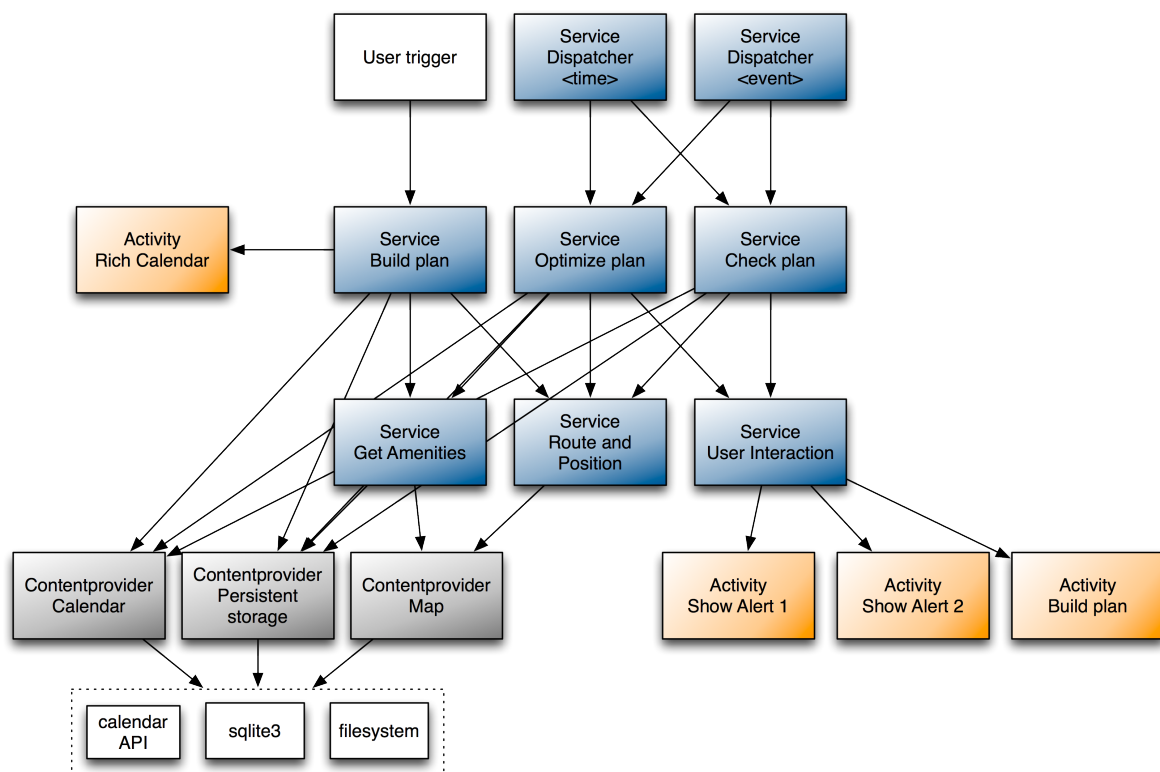 User trigger
Service
Dispatcher
<time>
Service
Dispatcher
<event>
Activity
Rich Calendar
Service
Build plan
Service
Optimize plan
Service
Check plan
Service
Get Amenities
Service
Route and
Position
Service
User Interaction
Contentprovider
Calendar
Contentprovider
Persistent
storage
Contentprovider
Map
Activity
Show Alert 1
Activity
Show Alert 2
Activity
Build plan
calendar
API
sqlite3
filesystem